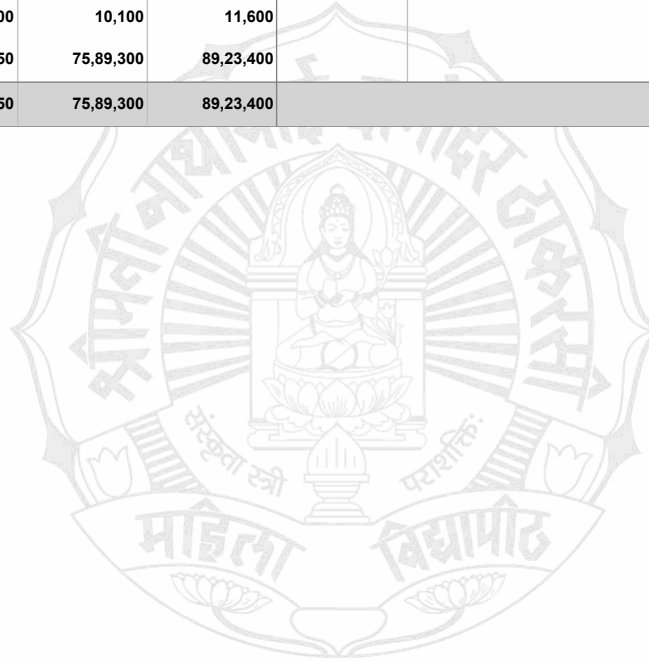 00 10,100 11,600
50 75,89,300 89,23,400
50 75,89,300 89,23,400
श्रीमती नाथीबाई दामोदर ठाकरसी
संस्कृता स्त्री पराशक्तिः
महिला विद्यापीठ